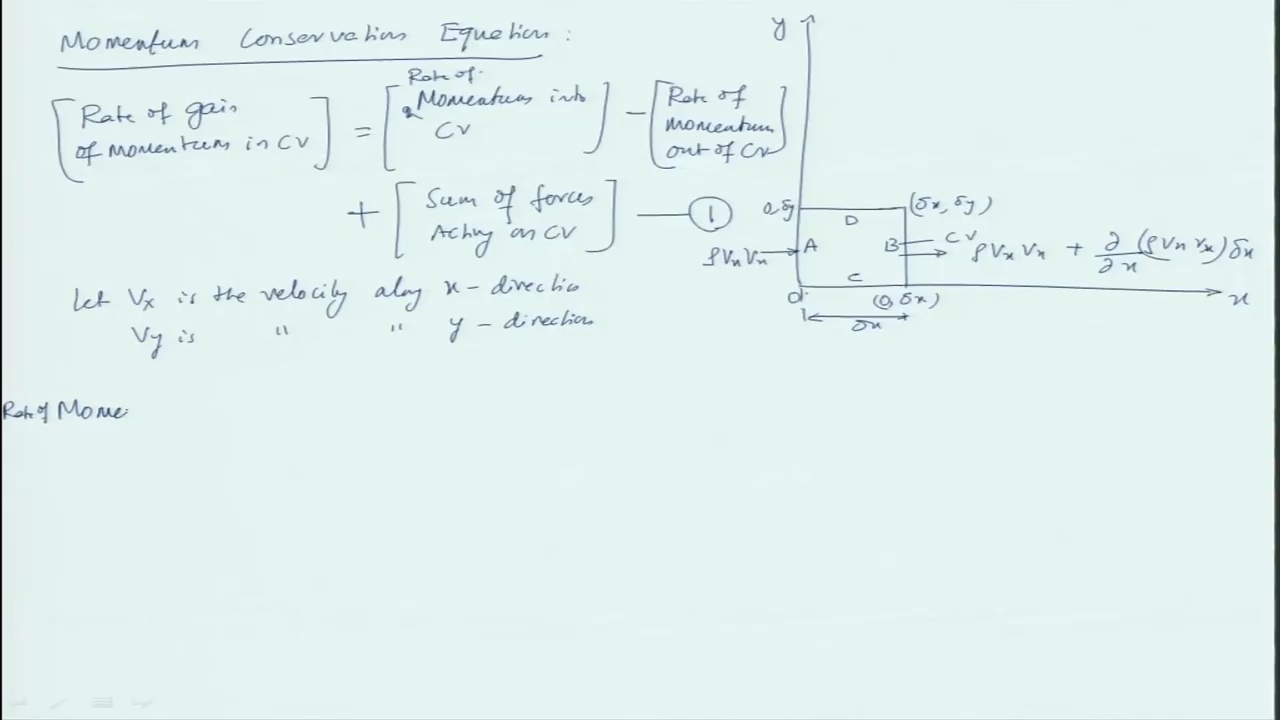 Momentum Conservation Equation :
[Rate of gain of momentum in CV] = [Rate of Momentum into CV] - [Rate of momentum out of CV]
+ [Sum of forces Acting on CV] — 1
Let Vx is the velocity along x - direction
Vy is " " y - direction
Rate of Mome
y
0, δy
D
(δx, δy)
ρVxVx
A
B
CV
ρVxVx + ∂/∂x (ρVxVx) δx
C
O
(0, δx)
x
δx